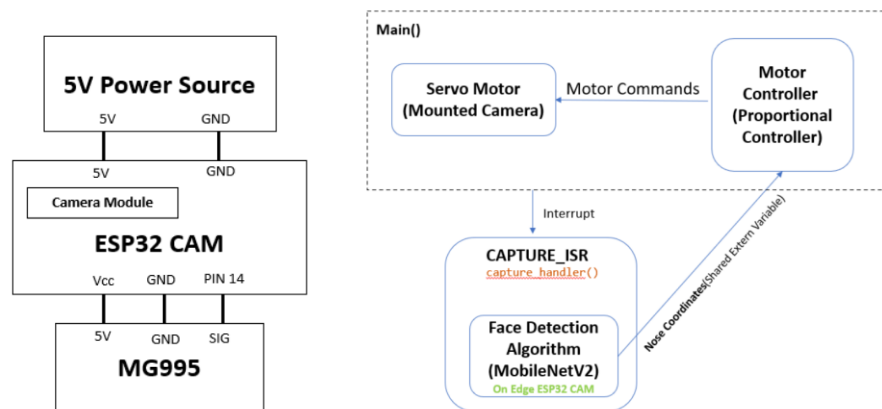 5V Power Source
5V GND
5V GND
Camera Module
ESP32 CAM
Vcc GND PIN 14
5V GND SIG
MG995
Main()
Servo Motor
(Mounted Camera)
Motor Commands
Motor
Controller
(Proportional
Controller)
Interrupt
CAPTURE_ISR
capture_handler()
Face Detection
Algorithm
(MobileNetV2)
On Edge ESP32 CAM
Nose Coordinates(Shared Extern Variable)